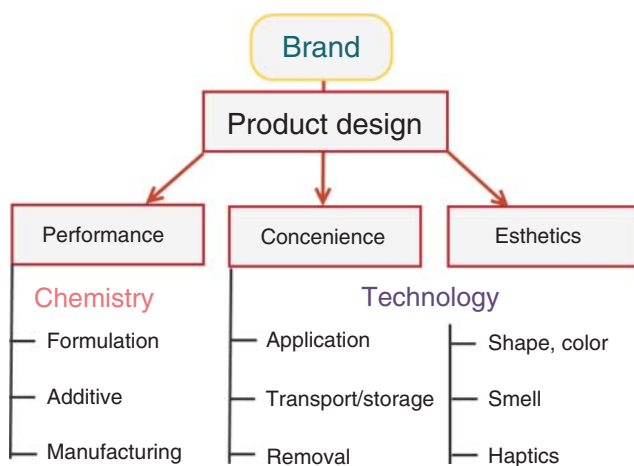 Brand
Product design
Performance
Concenience
Esthetics
Chemistry
Technology
Formulation
Application
Shape, color
Additive
Transport/storage
Smell
Manufacturing
Removal
Haptics